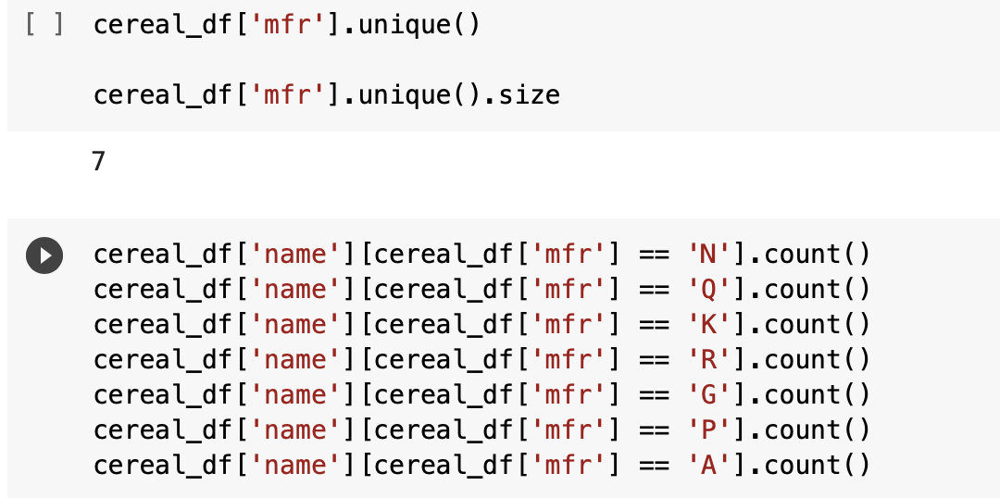 [ ] cereal_df['mfr'].unique()
cereal_df['mfr'].unique().size
7
cereal_df['name'][cereal_df['mfr'] == 'N'].count()
cereal_df['name'][cereal_df['mfr'] == 'Q'].count()
cereal_df['name'][cereal_df['mfr'] == 'K'].count()
cereal_df['name'][cereal_df['mfr'] == 'R'].count()
cereal_df['name'][cereal_df['mfr'] == 'G'].count()
cereal_df['name'][cereal_df['mfr'] == 'P'].count()
cereal_df['name'][cereal_df['mfr'] == 'A'].count()